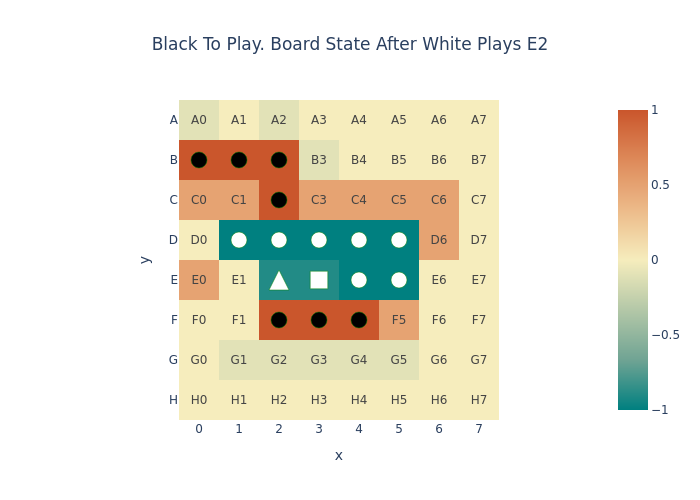 Black To Play. Board State After White Plays E2
A A0 A1 A2 A3 A4 A5 A6 A7
B B3 B4 B5 B6 B7
C C0 C1 C3 C4 C5 C6 C7
D D0 D6 D7
E E0 E1 E6 E7
F F0 F1 F5 F6 F7
G G0 G1 G2 G3 G4 G5 G6 G7
H H0 H1 H2 H3 H4 H5 H6 H7
0 1 2 3 4 5 6 7
x
y
1
0.5
0
−0.5
−1